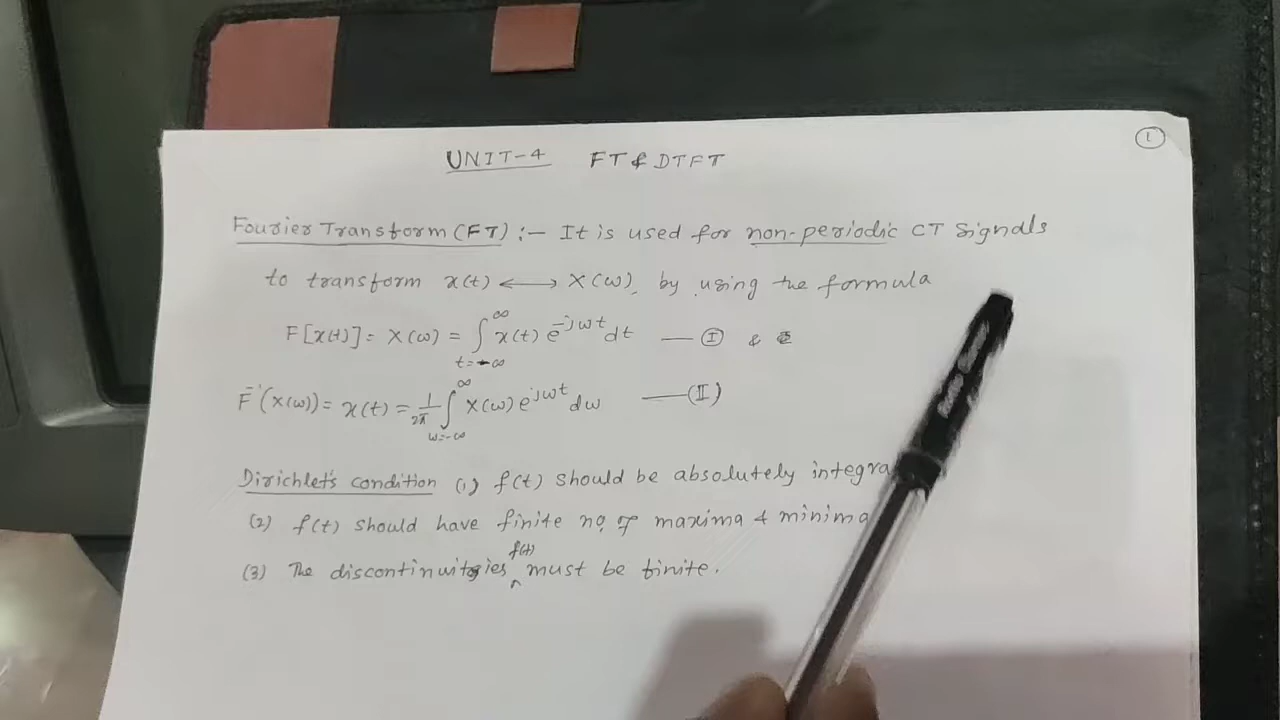 1
UNIT-4 FT & DTFT
Fourier Transform (FT) :- It is used for non-periodic CT Signals
to transform x(t) ⟷ X(ω), by using the formula
F[x(t)] = X(ω) = ∫_{t=-∞}^{∞} x(t) e^{-jωt} dt — (I) &
F^{-1}(X(ω)) = x(t) = 1/2π ∫_{ω=-∞}^{∞} X(ω) e^{jωt} dω — (II)
Dirichlet's condition (1) f(t) should be absolutely integra
(2) f(t) should have finite no. of maxima & minima
(3) The discontinuities f(t) must be finite.